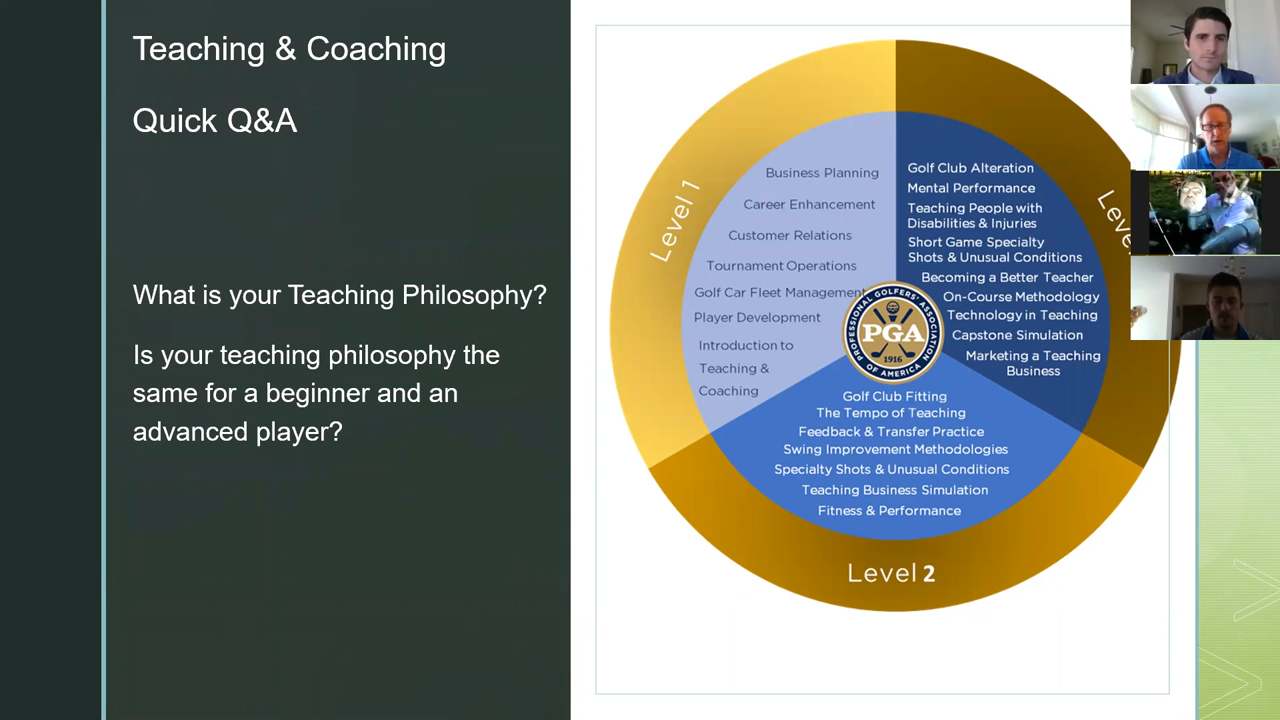 Teaching & Coaching
Quick Q&A
What is your Teaching Philosophy?
Is your teaching philosophy the
same for a beginner and an
advanced player?
Level 1
Business Planning
Career Enhancement
Customer Relations
Tournament Operations
Golf Car Fleet Management
Player Development
Introduction to
Teaching &
Coaching
Golf Club Alteration
Mental Performance
Teaching People with
Disabilities & Injuries
Short Game Specialty
Shots & Unusual Conditions
Becoming a Better Teacher
On-Course Methodology
Technology in Teaching
Capstone Simulation
Marketing a Teaching
Business
Leve
PROFESSIONAL GOLFERS' ASSOCIATION
PGA
1916
OF AMERICA
Golf Club Fitting
The Tempo of Teaching
Feedback & Transfer Practice
Swing Improvement Methodologies
Specialty Shots & Unusual Conditions
Teaching Business Simulation
Fitness & Performance
Level 2